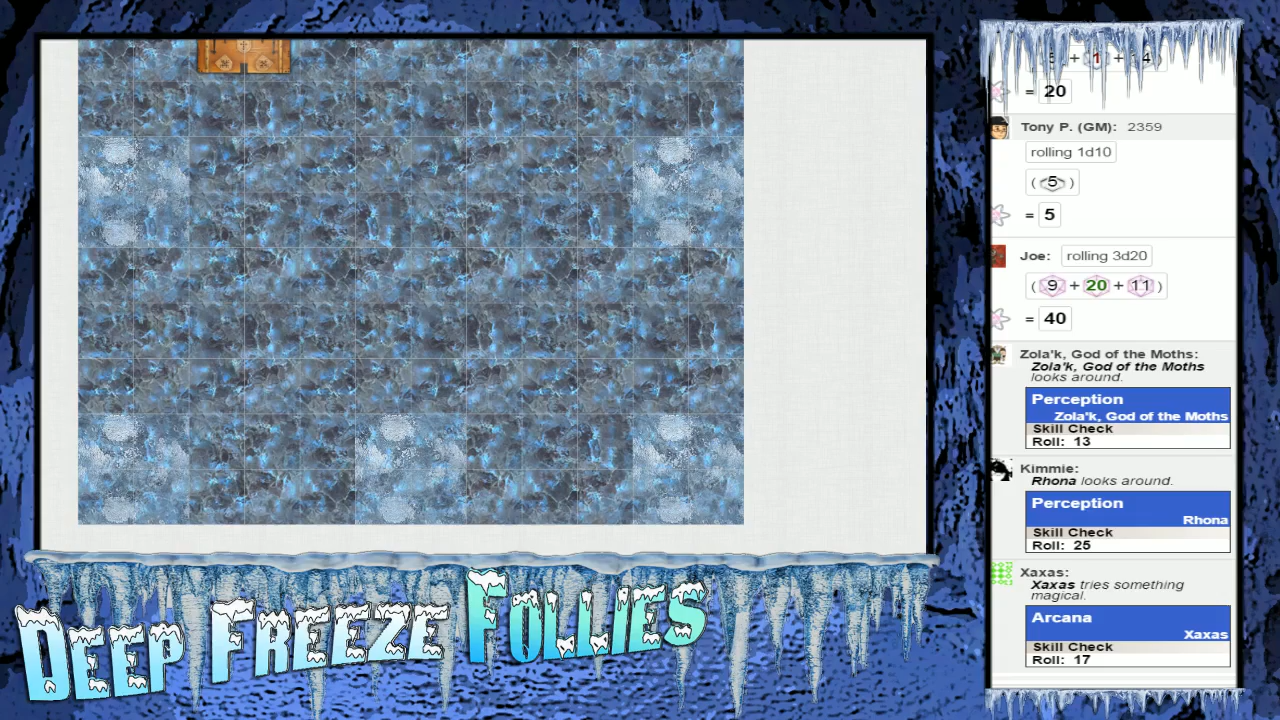 5 + 1 + 14 )
= 20
Tony P. (GM): 2359
rolling 1d10
( 5 )
= 5
Joe: rolling 3d20
( 9 + 20 + 11 )
= 40
Zola'k, God of the Moths:
Zola'k, God of the Moths
looks around.
Perception
Zola'k, God of the Moths
Skill Check
Roll: 13
Kimmie:
Rhona looks around.
Perception
Rhona
Skill Check
Roll: 25
Xaxas:
Xaxas tries something
magical.
Arcana
Xaxas
Skill Check
Roll: 17
DEEP FREEZE FOLLIES